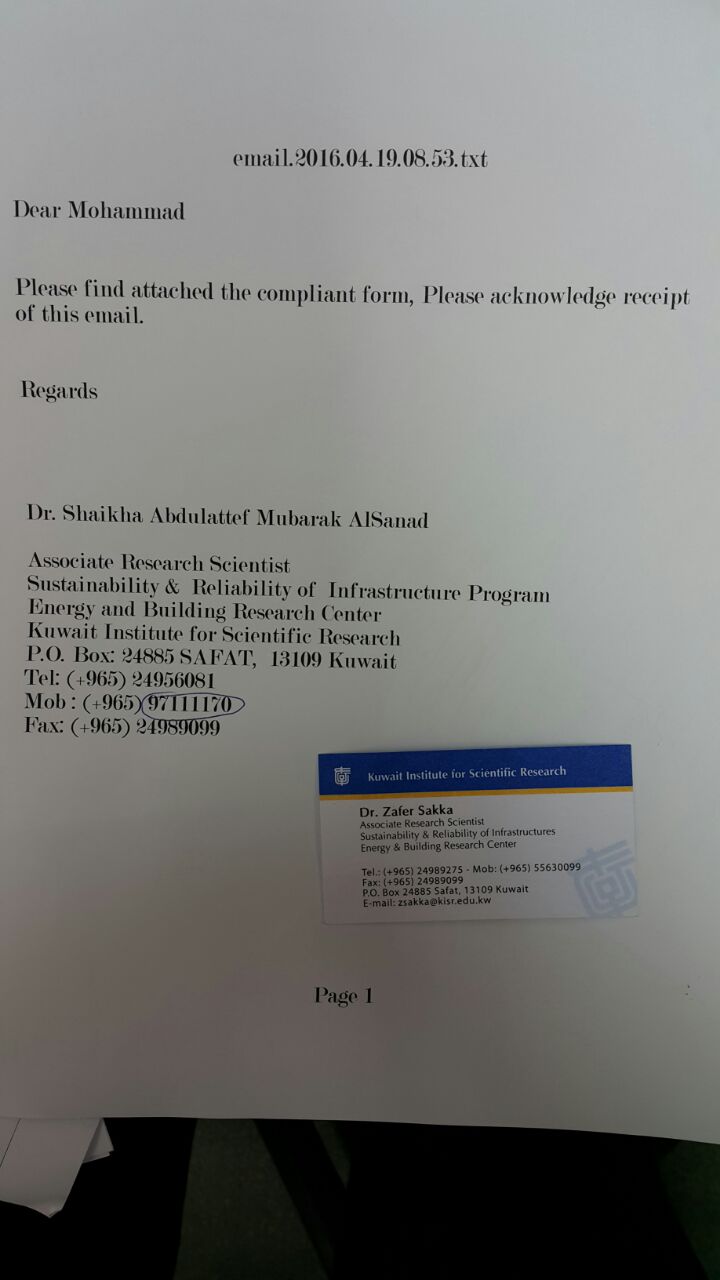 email.2016.04.19.08.53.txt
Dear Mohammad
Please find attached the compliant form, Please acknowledge receipt
of this email.
Regards
Dr. Shaikha Abdulattef Mubarak AlSanad
Associate Research Scientist
Sustainability & Reliability of Infrastructure Program
Energy and Building Research Center
Kuwait Institute for Scientific Research
P.O. Box: 24885 SAFAT, 13109 Kuwait
Tel: (+965) 24956081
Mob : (+965) 97111170
Fax: (+965) 24989099
Kuwait Institute for Scientific Research
Dr. Zafer Sakka
Associate Research Scientist
Sustainability & Reliability of Infrastructures
Energy & Building Research Center
Tel.: (+965) 24989275 - Mob: (+965) 55630099
Fax: (+965) 24989099
P.O. Box 24885 Safat, 13109 Kuwait
E-mail: zsakka@kisr.edu.kw
Page 1